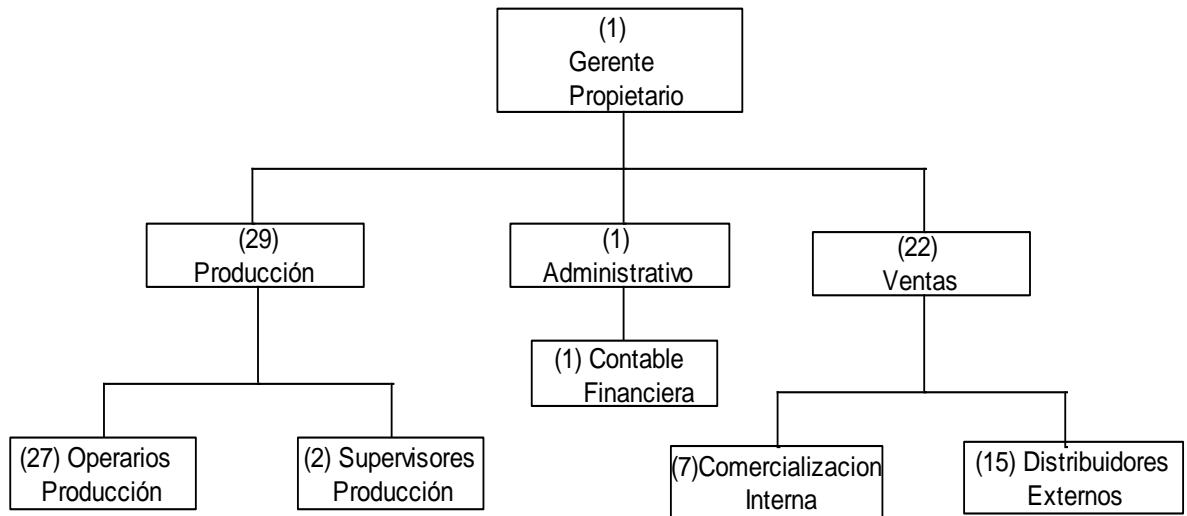 (1)
Gerente
Propietario
(29)
Producción
(1)
Administrativo
(22)
Ventas
(1) Contable
Financiera
(27) Operarios
Producción
(2) Supervisores
Producción
(7)Comercializacion
Interna
(15) Distribuidores
Externos